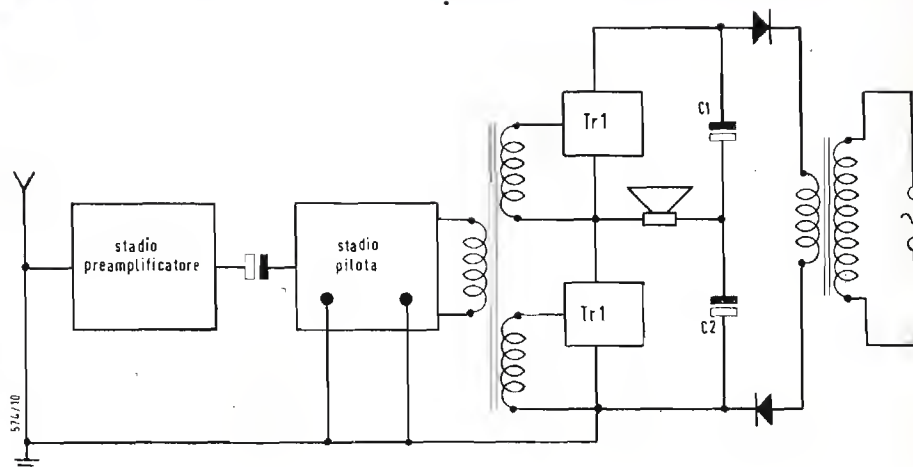 stadio
preamplificatore
stadio
pilota
Tr1
Tr1
C1
C2
574/10